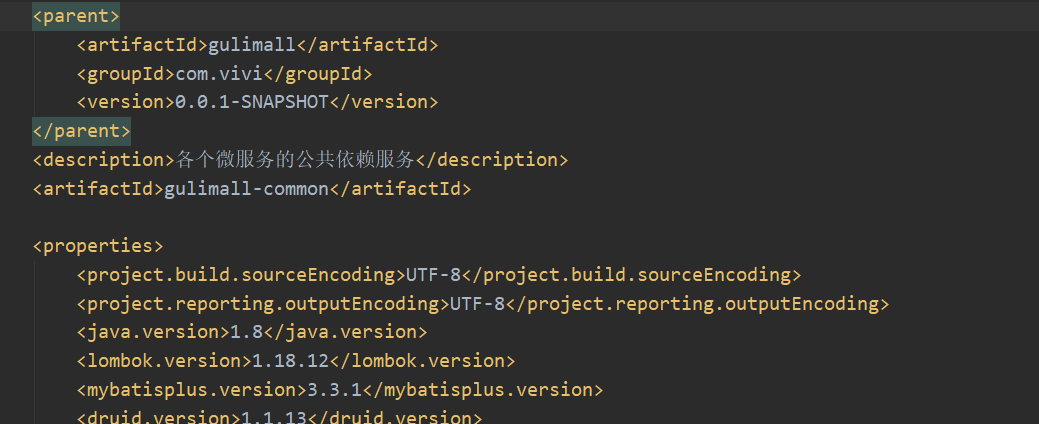 <parent>
<artifactId>gulimall</artifactId>
<groupId>com.vivi</groupId>
<version>0.0.1-SNAPSHOT</version>
</parent>
<description>各个微服务的公共依赖服务</description>
<artifactId>gulimall-common</artifactId>
<properties>
<project.build.sourceEncoding>UTF-8</project.build.sourceEncoding>
<project.reporting.outputEncoding>UTF-8</project.reporting.outputEncoding>
<java.version>1.8</java.version>
<lombok.version>1.18.12</lombok.version>
<mybatisplus.version>3.3.1</mybatisplus.version>
<druid.version>1.1.13</druid.version>